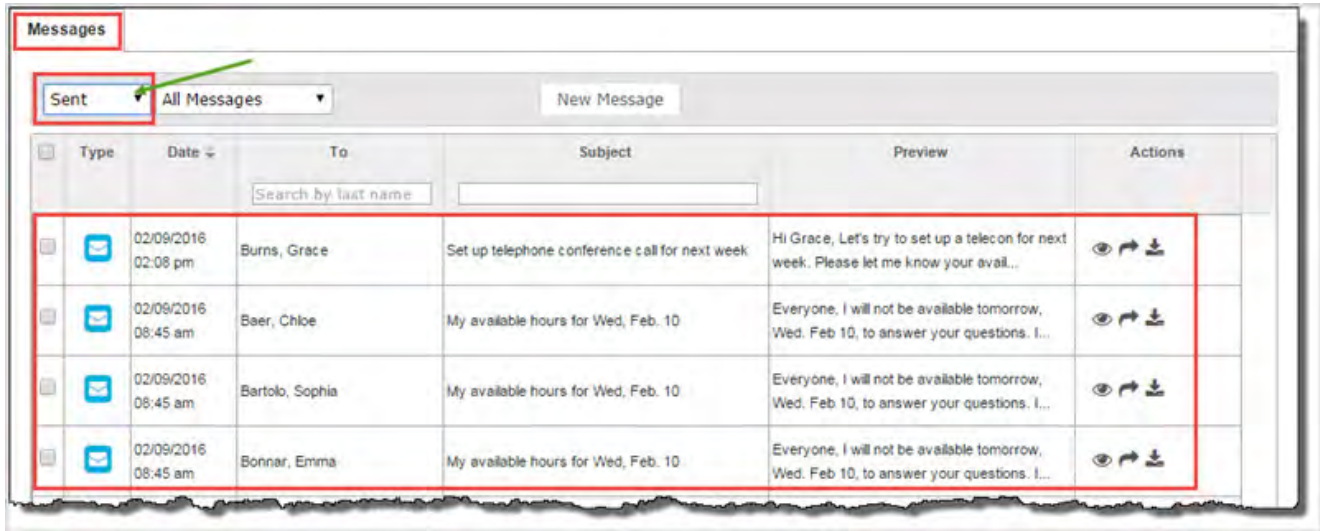 Messages
Sent All Messages New Message
Type Date To Subject Preview Actions
Search by last name
02/09/2016
02:08 pm
Burns, Grace
Set up telephone conference call for next week
Hi Grace, Let's try to set up a telecon for next
week. Please let me know your avail...
02/09/2016
08:45 am
Baer, Chloe
My available hours for Wed, Feb. 10
Everyone, I will not be available tomorrow,
Wed. Feb 10, to answer your questions. I...
02/09/2016
08:45 am
Bartolo, Sophia
My available hours for Wed, Feb. 10
Everyone, I will not be available tomorrow,
Wed. Feb 10, to answer your questions. I...
02/09/2016
08:45 am
Bonnar, Emma
My available hours for Wed, Feb. 10
Everyone, I will not be available tomorrow,
Wed. Feb 10, to answer your questions. I...